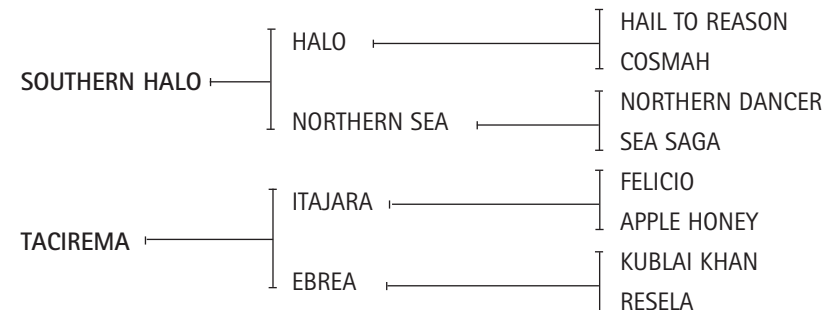 HAIL TO REASON
HALO
COSMAH
SOUTHERN HALO
NORTHERN DANCER
NORTHERN SEA
SEA SAGA
FELICIO
ITAJARA
APPLE HONEY
TACIREMA
KUBLAI KHAN
EBREA
RESELA